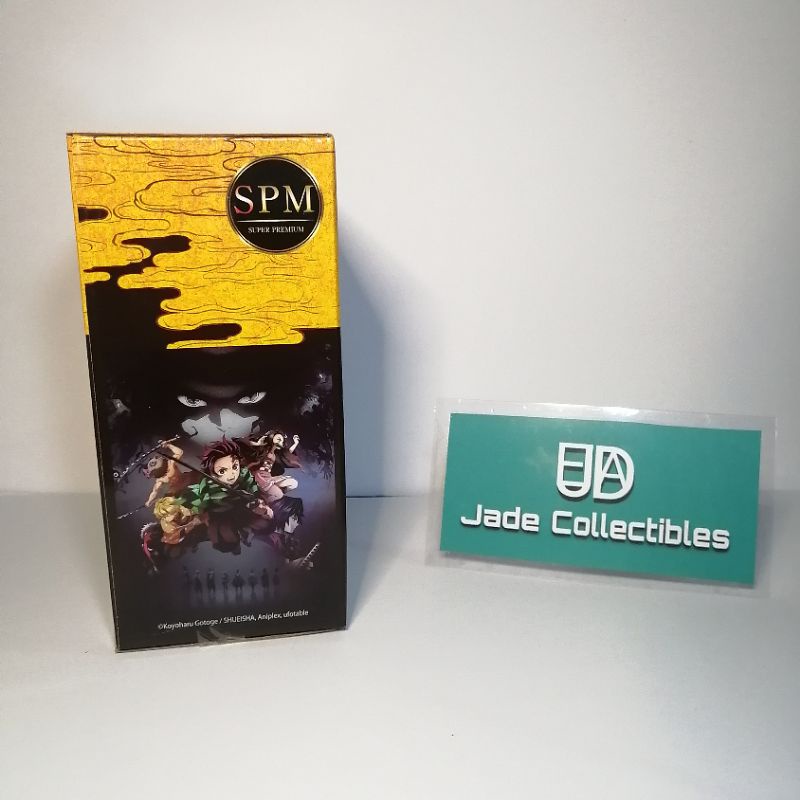 SPM
SUPER PREMIUM
©Koyoharu Gotoge / SHUEISHA, Aniplex, ufotable
Jade Collectibles